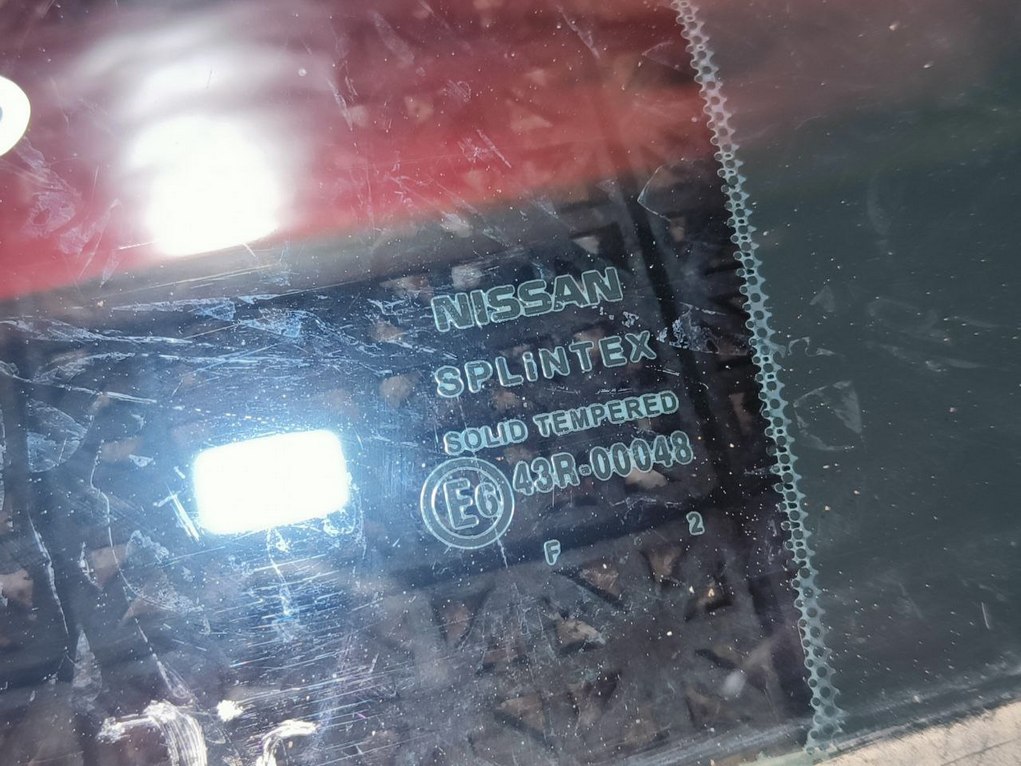 NISSAN
SPLiNTEX
SOLID TEMPERED
E6 43R-00048
F 2